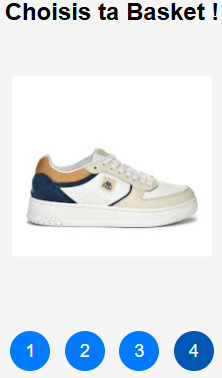 Choisis ta Basket !
1 2 3 4